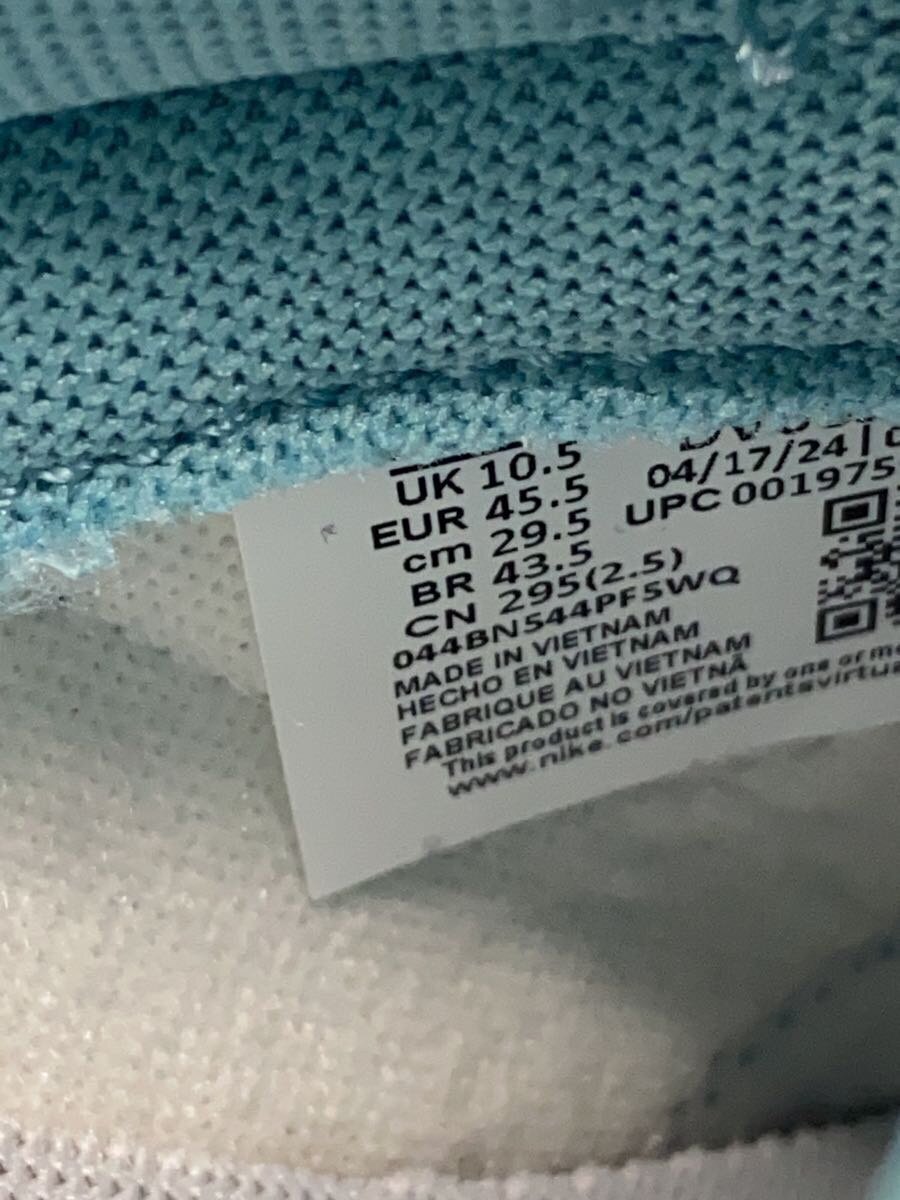 UK 10.5
EUR 45.5
cm 29.5
BR 43.5
CN 295(2.5)
04/17/24 |
UPC 001975
044BN544PF5WQ
MADE IN VIETNAM
HECHO EN VIETNAM
FABRIQUE AU VIETNAM
FABRICADO NO VIETNÃ
This product is covered by one or
www.nike.com/patents